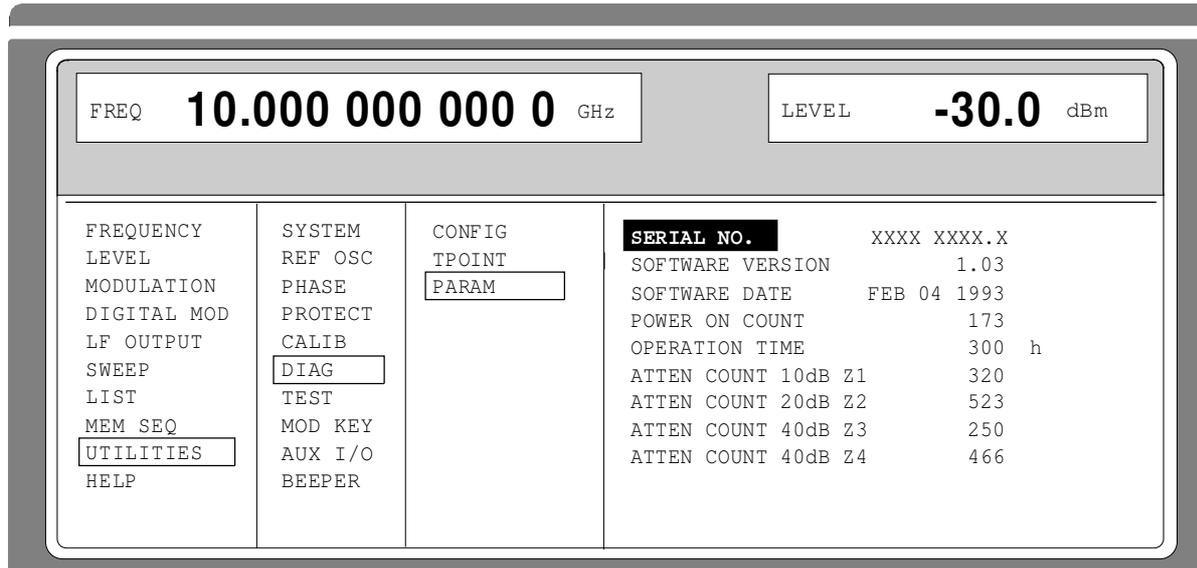 FREQ 10.000 000 000 0 GHz
LEVEL -30.0 dBm
FREQUENCY
LEVEL
MODULATION
DIGITAL MOD
LF OUTPUT
SWEEP
LIST
MEM SEQ
UTILITIES
HELP
SYSTEM
REF OSC
PHASE
PROTECT
CALIB
DIAG
TEST
MOD KEY
AUX I/O
BEEPER
CONFIG
TPOINT
PARAM
SERIAL NO. XXXX XXXX.X
SOFTWARE VERSION 1.03
SOFTWARE DATE FEB 04 1993
POWER ON COUNT 173
OPERATION TIME 300 h
ATTEN COUNT 10dB Z1 320
ATTEN COUNT 20dB Z2 523
ATTEN COUNT 40dB Z3 250
ATTEN COUNT 40dB Z4 466